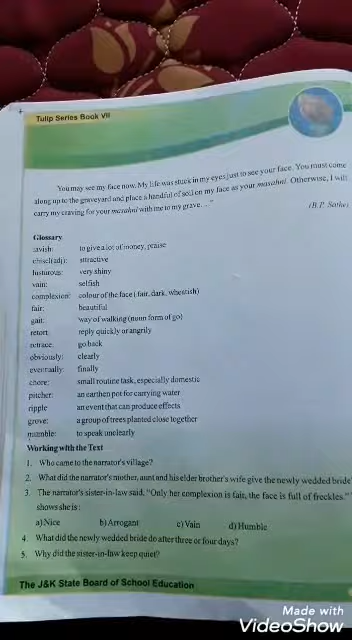 Tulip Series Book VII
You may see my face now. My life was stuck in my eyes just to see your face. You must come
along up to the graveyard and place a handful of soil on my face as your masahni. Otherwise, I will
carry my craving for your masahni with me to my grave...."
(B.P. Sathe)
Glossary
lavish: to give a lot of money, praise
chisel(adj): attractive
lusturous: very shiny
vain: selfish
complexion: colour of the face ( fair, dark, wheatish)
fair: beautiful
gait: way of walking (noun form of go)
retort: reply quickly or angrily
retrace: go back
obviously: clearly
eventually: finally
chore: small routine task, especially domestic
pitcher: an earthen pot for carrying water
ripple an event that can produce effects
grove: a group of trees planted close together
mumble: to speak unclearly
Working with the Text
1. Who came to the narrator's village?
2. What did the narrator's mother, aunt and his elder brother's wife give the newly wedded bride
3. The narrator's sister-in-law said, "Only her complexion is fair, the face is full of freckles."
shows she is :
a) Nice b) Arrogant c) Vain d) Humble
4. What did the newly wedded bride do after three or four days?
5. Why did the sister-in-law keep quiet?
The J&K State Board of School Education
Made with
VideoShow